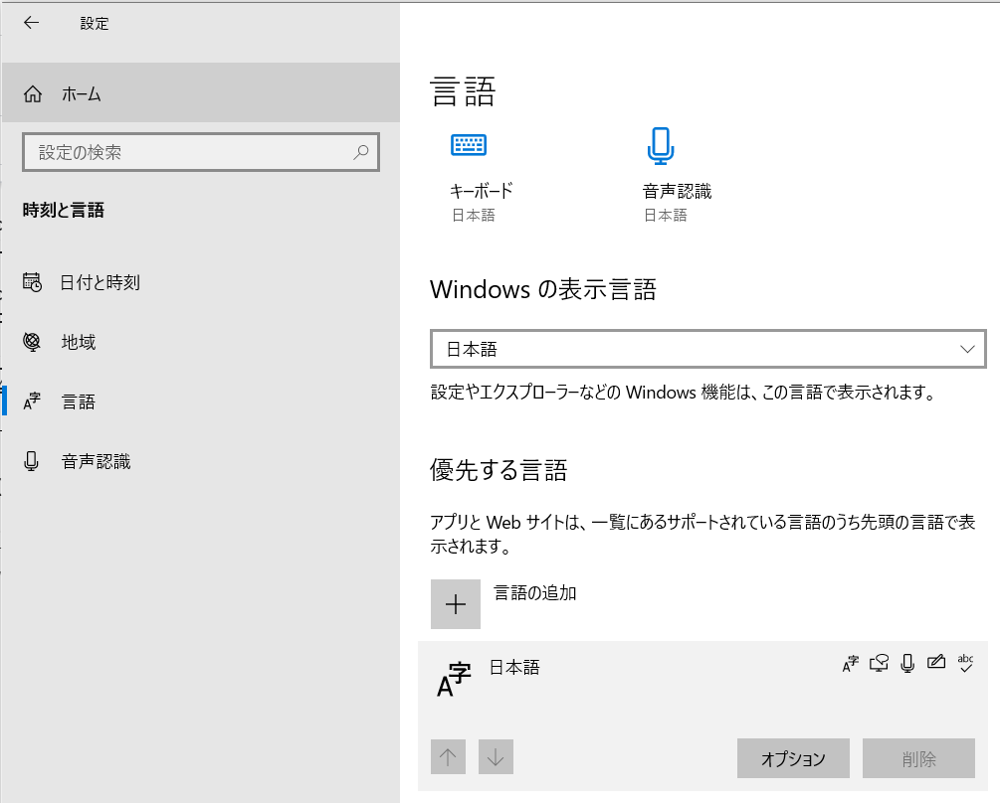 設定
ホーム
設定の検索
時刻と言語
日付と時刻
地域
言語
音声認識
言語
キーボード
日本語
音声認識
日本語
Windows の表示言語
日本語
設定やエクスプローラーなどの Windows 機能は、この言語で表示されます。
優先する言語
アプリと Web サイトは、一覧にあるサポートされている言語のうち先頭の言語で表
示されます。
言語の追加
A字 日本語
A字
abc
オプション
削除